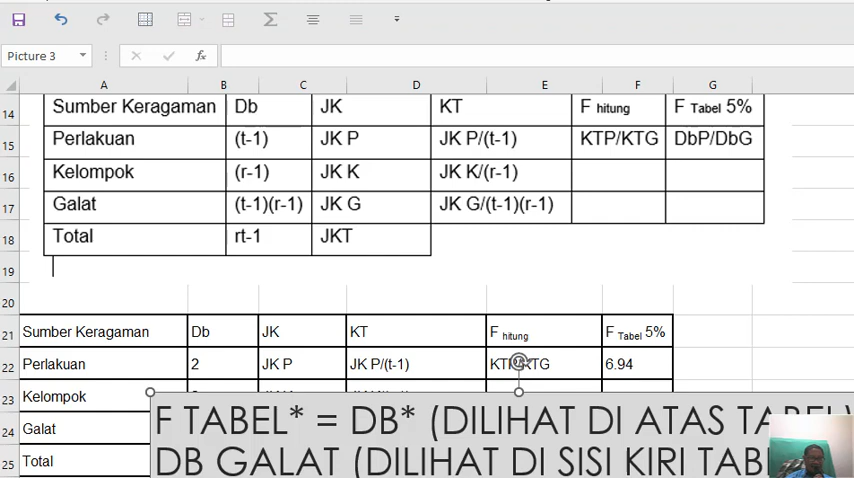 Picture 3
fx
A B C D E F G
14 Sumber Keragaman Db JK KT F hitung F Tabel 5%
15 Perlakuan (t-1) JK P JK P/(t-1) KTP/KTG DbP/DbG
16 Kelompok (r-1) JK K JK K/(r-1)
17 Galat (t-1)(r-1) JK G JK G/(t-1)(r-1)
18 Total rt-1 JKT
19
20
21 Sumber Keragaman Db JK KT F hitung F Tabel 5%
22 Perlakuan 2 JK P JK P/(t-1) KTP/KTG 6.94
23 Kelompok
24 Galat
25 Total
F TABEL* = DB* (DILIHAT DI ATAS TABEL)
DB GALAT (DILIHAT DI SISI KIRI